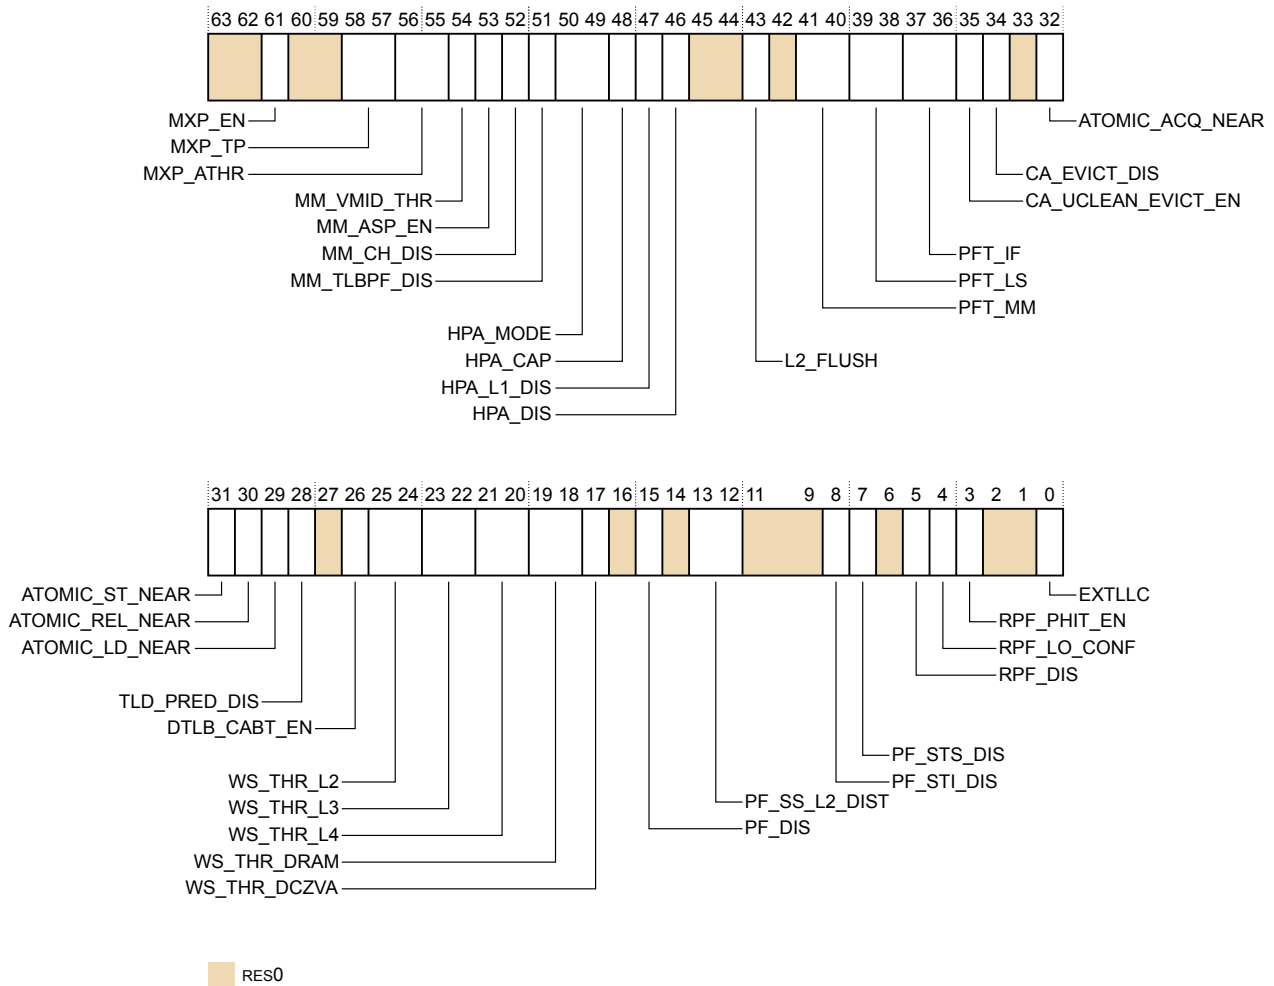 63 62 61 60 59 58 57 56 55 54 53 52 51 50 49 48 47 46 45 44 43 42 41 40 39 38 37 36 35 34 33 32
MXP_EN
ATOMIC_ACQ_NEAR
MXP_TP
MXP_ATHR
CA_EVICT_DIS
MM_VMID_THR
CA_UCLEAN_EVICT_EN
MM_ASP_EN
MM_CH_DIS
PFT_IF
MM_TLBPF_DIS
PFT_LS
PFT_MM
HPA_MODE
HPA_CAP
L2_FLUSH
HPA_L1_DIS
HPA_DIS
31 30 29 28 27 26 25 24 23 22 21 20 19 18 17 16 15 14 13 12 11 9 8 7 6 5 4 3 2 1 0
ATOMIC_ST_NEAR
EXTLLC
ATOMIC_REL_NEAR
RPF_PHIT_EN
ATOMIC_LD_NEAR
RPF_LO_CONF
RPF_DIS
TLD_PRED_DIS
DTLB_CABT_EN
PF_STS_DIS
WS_THR_L2
PF_STI_DIS
PF_SS_L2_DIST
WS_THR_L3
PF_DIS
WS_THR_L4
WS_THR_DRAM
WS_THR_DCZVA
RES0